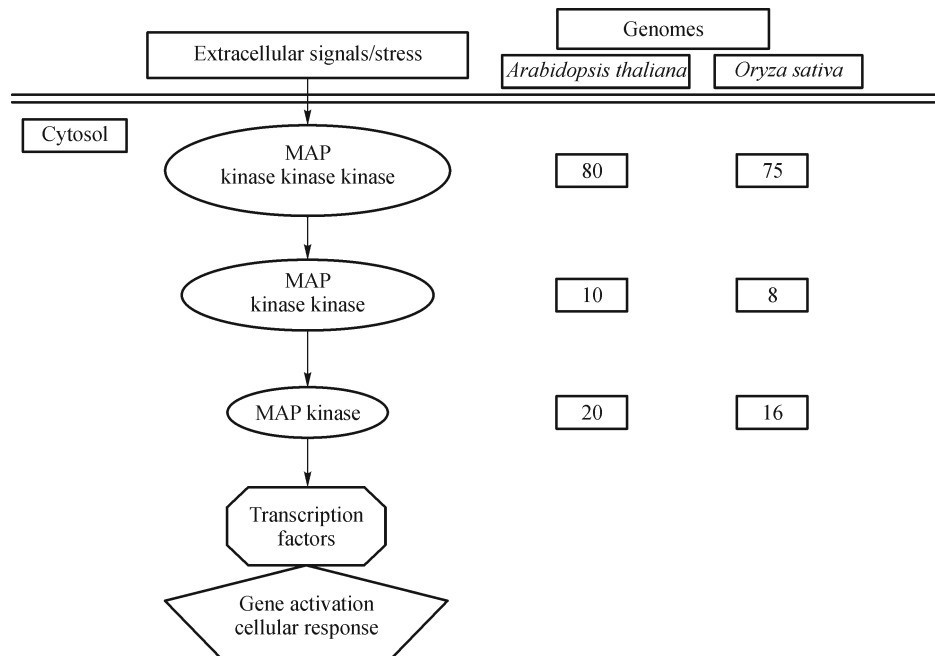 Genomes
Extracellular signals/stress
Arabidopsis thaliana
Oryza sativa
Cytosol
MAP
kinase kinase kinase
80
75
MAP
kinase kinase
10
8
MAP kinase
20
16
Transcription
factors
Gene activation
cellular response